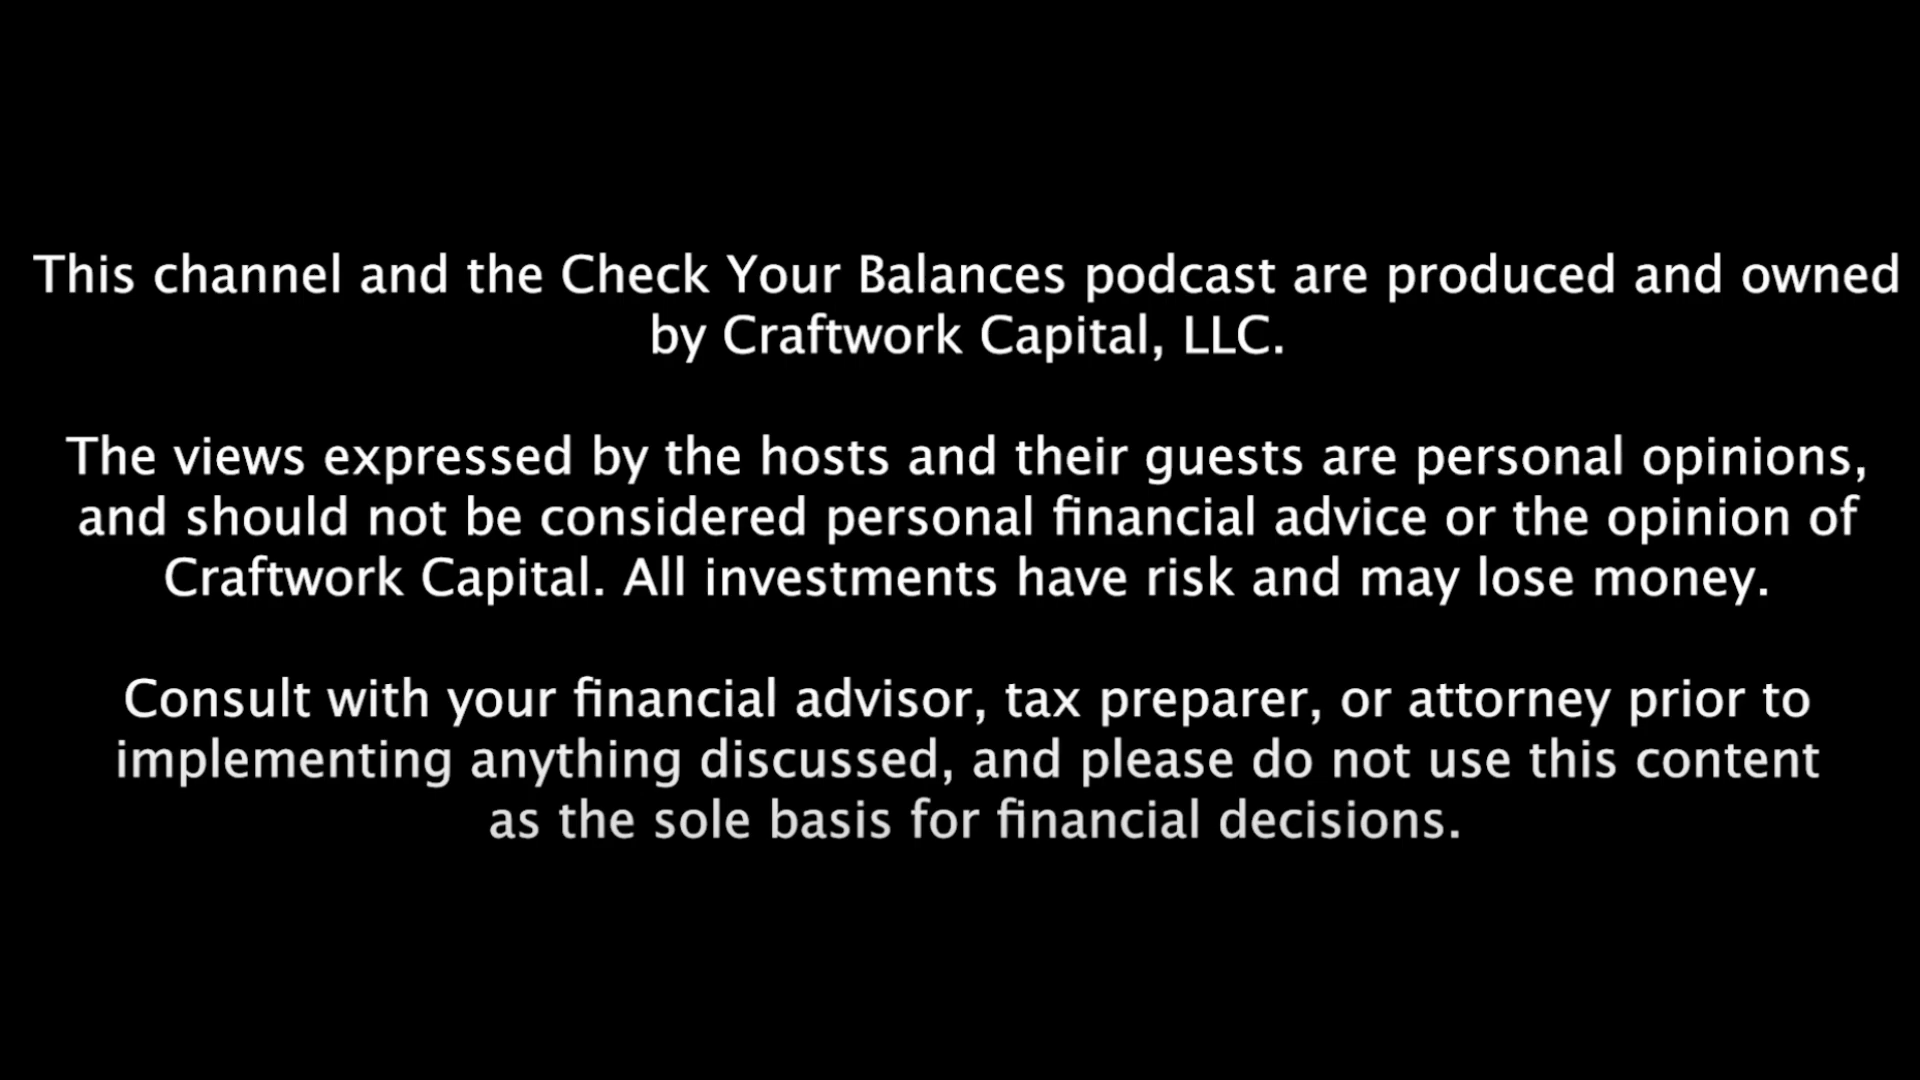 This channel and the Check Your Balances podcast are produced and owned
by Craftwork Capital, LLC.
The views expressed by the hosts and their guests are personal opinions,
and should not be considered personal financial advice or the opinion of
Craftwork Capital. All investments have risk and may lose money.
Consult with your financial advisor, tax preparer, or attorney prior to
implementing anything discussed, and please do not use this content
as the sole basis for financial decisions.